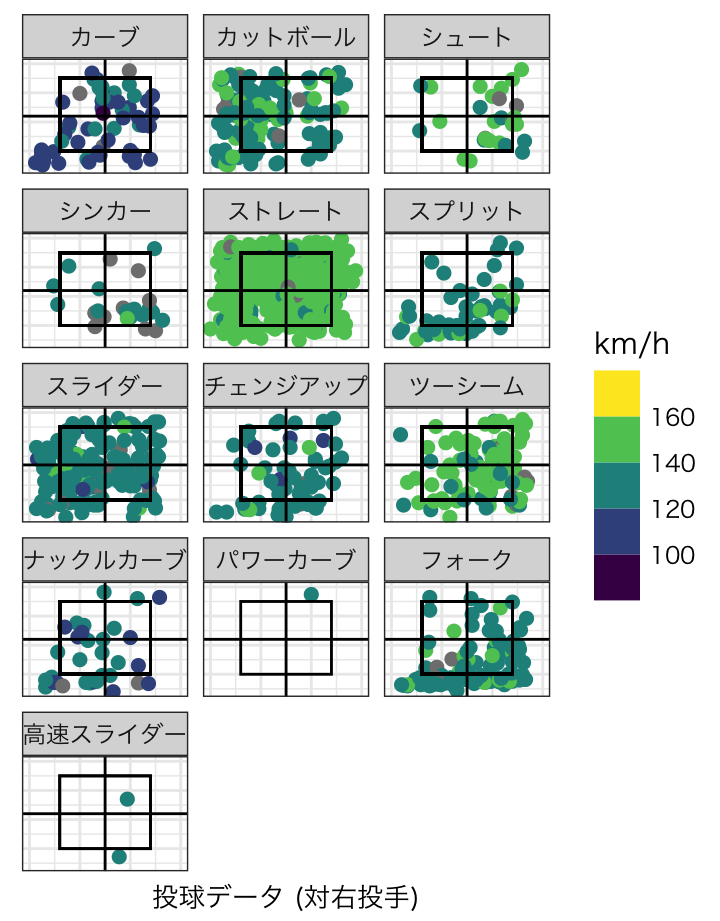 カーブ
カットボール
シュート
シンカー
ストレート
スプリット
スライダー
チェンジアップ
ツーシーム
ナックルカーブ
パワーカーブ
フォーク
高速スライダー
km/h
160
140
120
100
投球データ (対右投手)